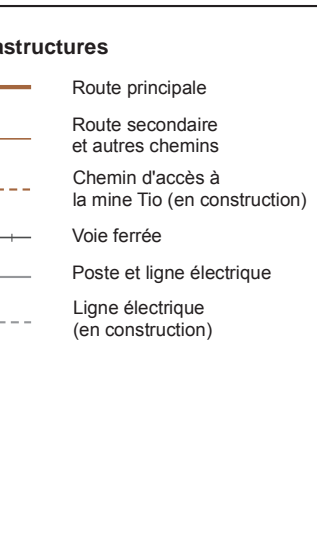 astructures
Route principale
Route secondaire
et autres chemins
Chemin d'accès à
la mine Tio (en construction)
Voie ferrée
Poste et ligne électrique
Ligne électrique
(en construction)